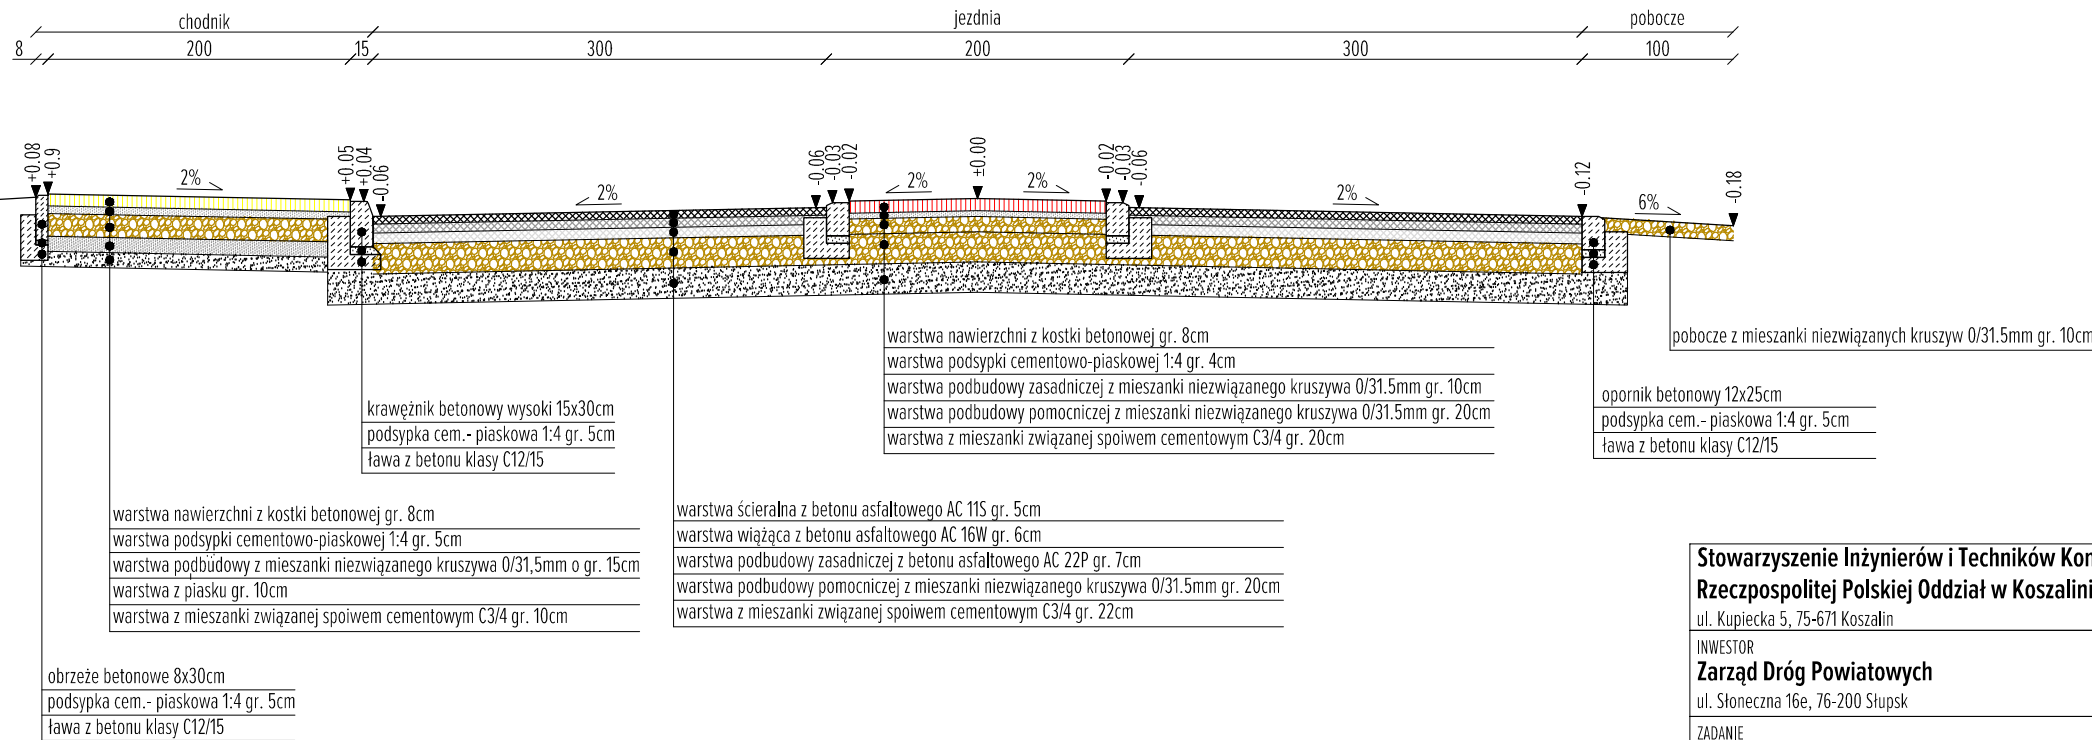 chodnik
jezdnia
pobocze
8 200 15 300 200 300 100
+0.08
+0.9
+0.05
+0.04
-0.06
-0.06
-0.03
-0.02
±0.00
-0.02
-0.03
-0.06
-0.12
-0.18
2%
2%
2%
2%
2%
6%
warstwa nawierzchni z kostki betonowej gr. 8cm
warstwa podsypki cementowo-piaskowej 1:4 gr. 4cm
warstwa podbudowy zasadniczej z mieszanki niezwiązanego kruszywa 0/31.5mm gr. 10cm
warstwa podbudowy pomocniczej z mieszanki niezwiązanego kruszywa 0/31.5mm gr. 20cm
warstwa z mieszanki związanej spoiwem cementowym C3/4 gr. 20cm
pobocze z mieszanki niezwiązanych kruszyw 0/31.5mm gr. 10cm
opornik betonowy 12x25cm
podsypka cem.- piaskowa 1:4 gr. 5cm
ława z betonu klasy C12/15
krawężnik betonowy wysoki 15x30cm
podsypka cem.- piaskowa 1:4 gr. 5cm
ława z betonu klasy C12/15
warstwa nawierzchni z kostki betonowej gr. 8cm
warstwa podsypki cementowo-piaskowej 1:4 gr. 5cm
warstwa podbudowy z mieszanki niezwiązanego kruszywa 0/31,5mm o gr. 15cm
warstwa z piasku gr. 10cm
warstwa z mieszanki związanej spoiwem cementowym C3/4 gr. 10cm
warstwa ścieralna z betonu asfaltowego AC 11S gr. 5cm
warstwa wiążąca z betonu asfaltowego AC 16W gr. 6cm
warstwa podbudowy zasadniczej z betonu asfaltowego AC 22P gr. 7cm
warstwa podbudowy pomocniczej z mieszanki niezwiązanego kruszywa 0/31.5mm gr. 20cm
warstwa z mieszanki związanej spoiwem cementowym C3/4 gr. 22cm
obrzeże betonowe 8x30cm
podsypka cem.- piaskowa 1:4 gr. 5cm
ława z betonu klasy C12/15
Stowarzyszenie Inżynierów i Techników
Rzeczpospolitej Polskiej Oddział w Koszalini
ul. Kupiecka 5, 75-671 Koszalin
INWESTOR
Zarząd Dróg Powiatowych
ul. Słoneczna 16e, 76-200 Słupsk
ZADANIE